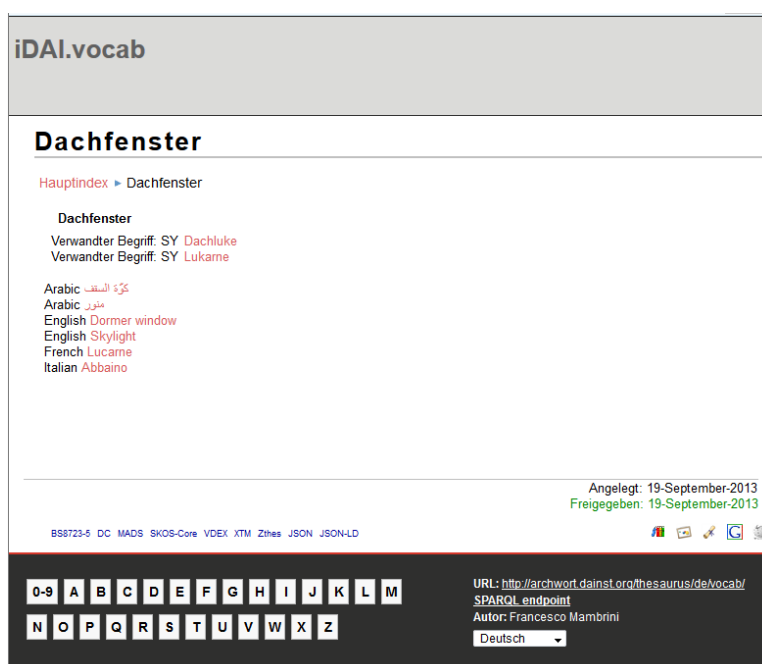 iDAI.vocab
Dachfenster
Hauptindex ► Dachfenster
Dachfenster
Verwandter Begriff: SY Dachluke
Verwandter Begriff: SY Lukarne
Arabic كوّة السقف
Arabic منور
English Dormer window
English Skylight
French Lucarne
Italian Abbaino
Angelegt: 19-September-2013
Freigegeben: 19-September-2013
BS8723-5 DC MADS SKOS-Core VDEX XTM Zthes JSON JSON-LD
G
0-9 A B C D E F G H I J K L M
N O P Q R S T U V W X Z
URL: http://archwort.dainst.org/thesaurus/de/vocab/
SPARQL endpoint
Autor: Francesco Mambrini
Deutsch